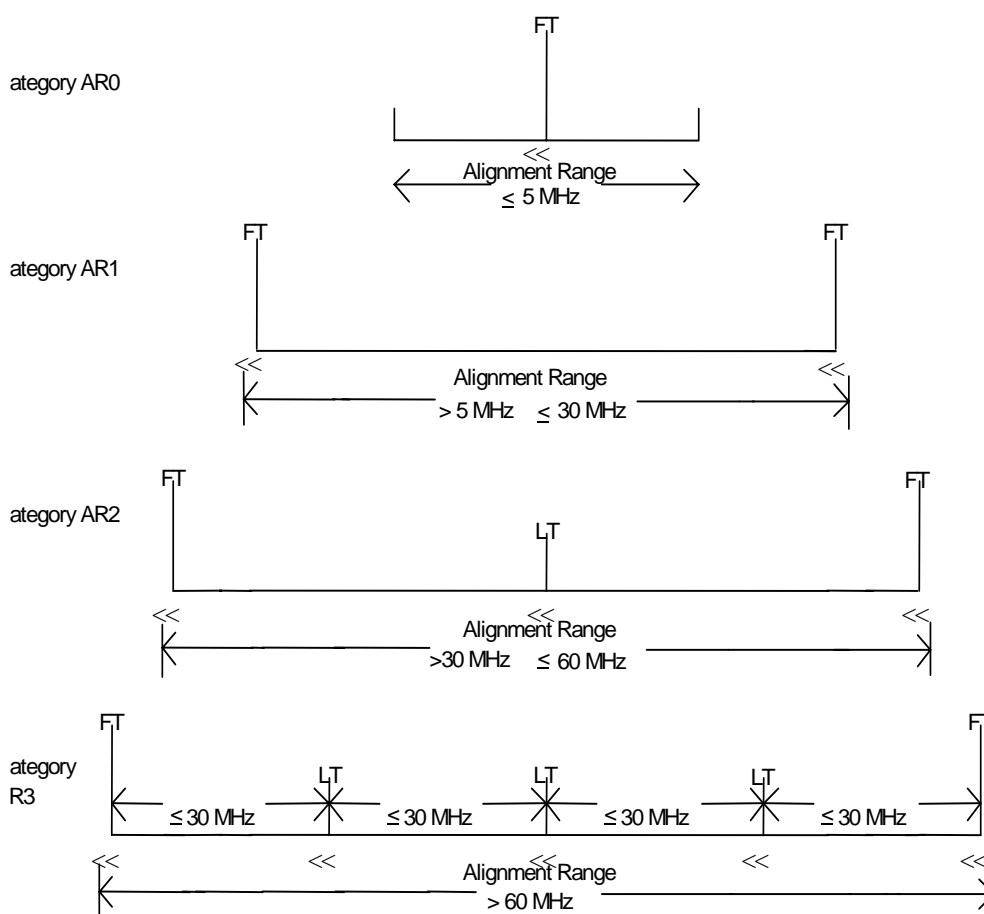 FT
ategory AR0
<<
Alignment Range
≤ 5 MHz
FT FT
ategory AR1
<< <<
Alignment Range
> 5 MHz ≤ 30 MHz
FT FT
ategory AR2
LT
<< << <<
Alignment Range
>30 MHz ≤ 60 MHz
FT F
ategory
R3
LT LT LT
≤ 30 MHz ≤ 30 MHz ≤ 30 MHz ≤ 30 MHz
<< << << << <<
Alignment Range
> 60 MHz